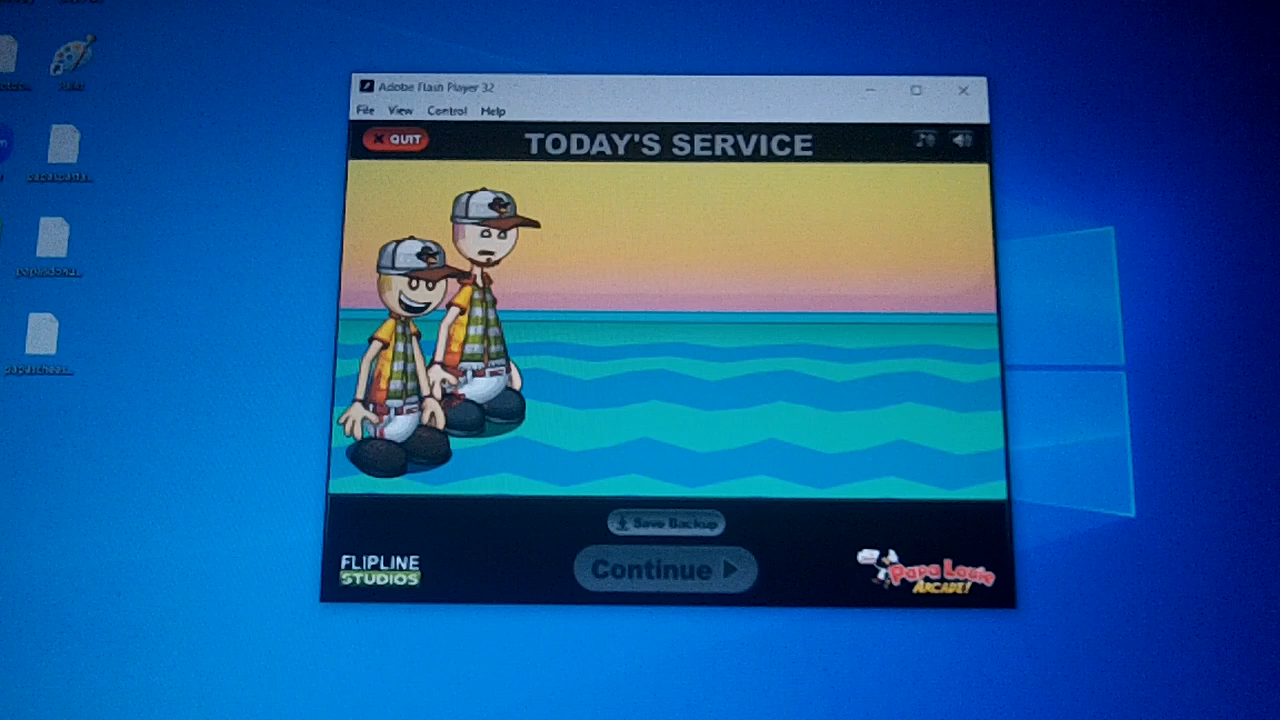 Paint
Adobe Flash Player 32
File View Control Help
QUIT
TODAY'S SERVICE
Save Backup
Continue
FLIPLINE
STUDIOS
Papa Louie
ARCADE!